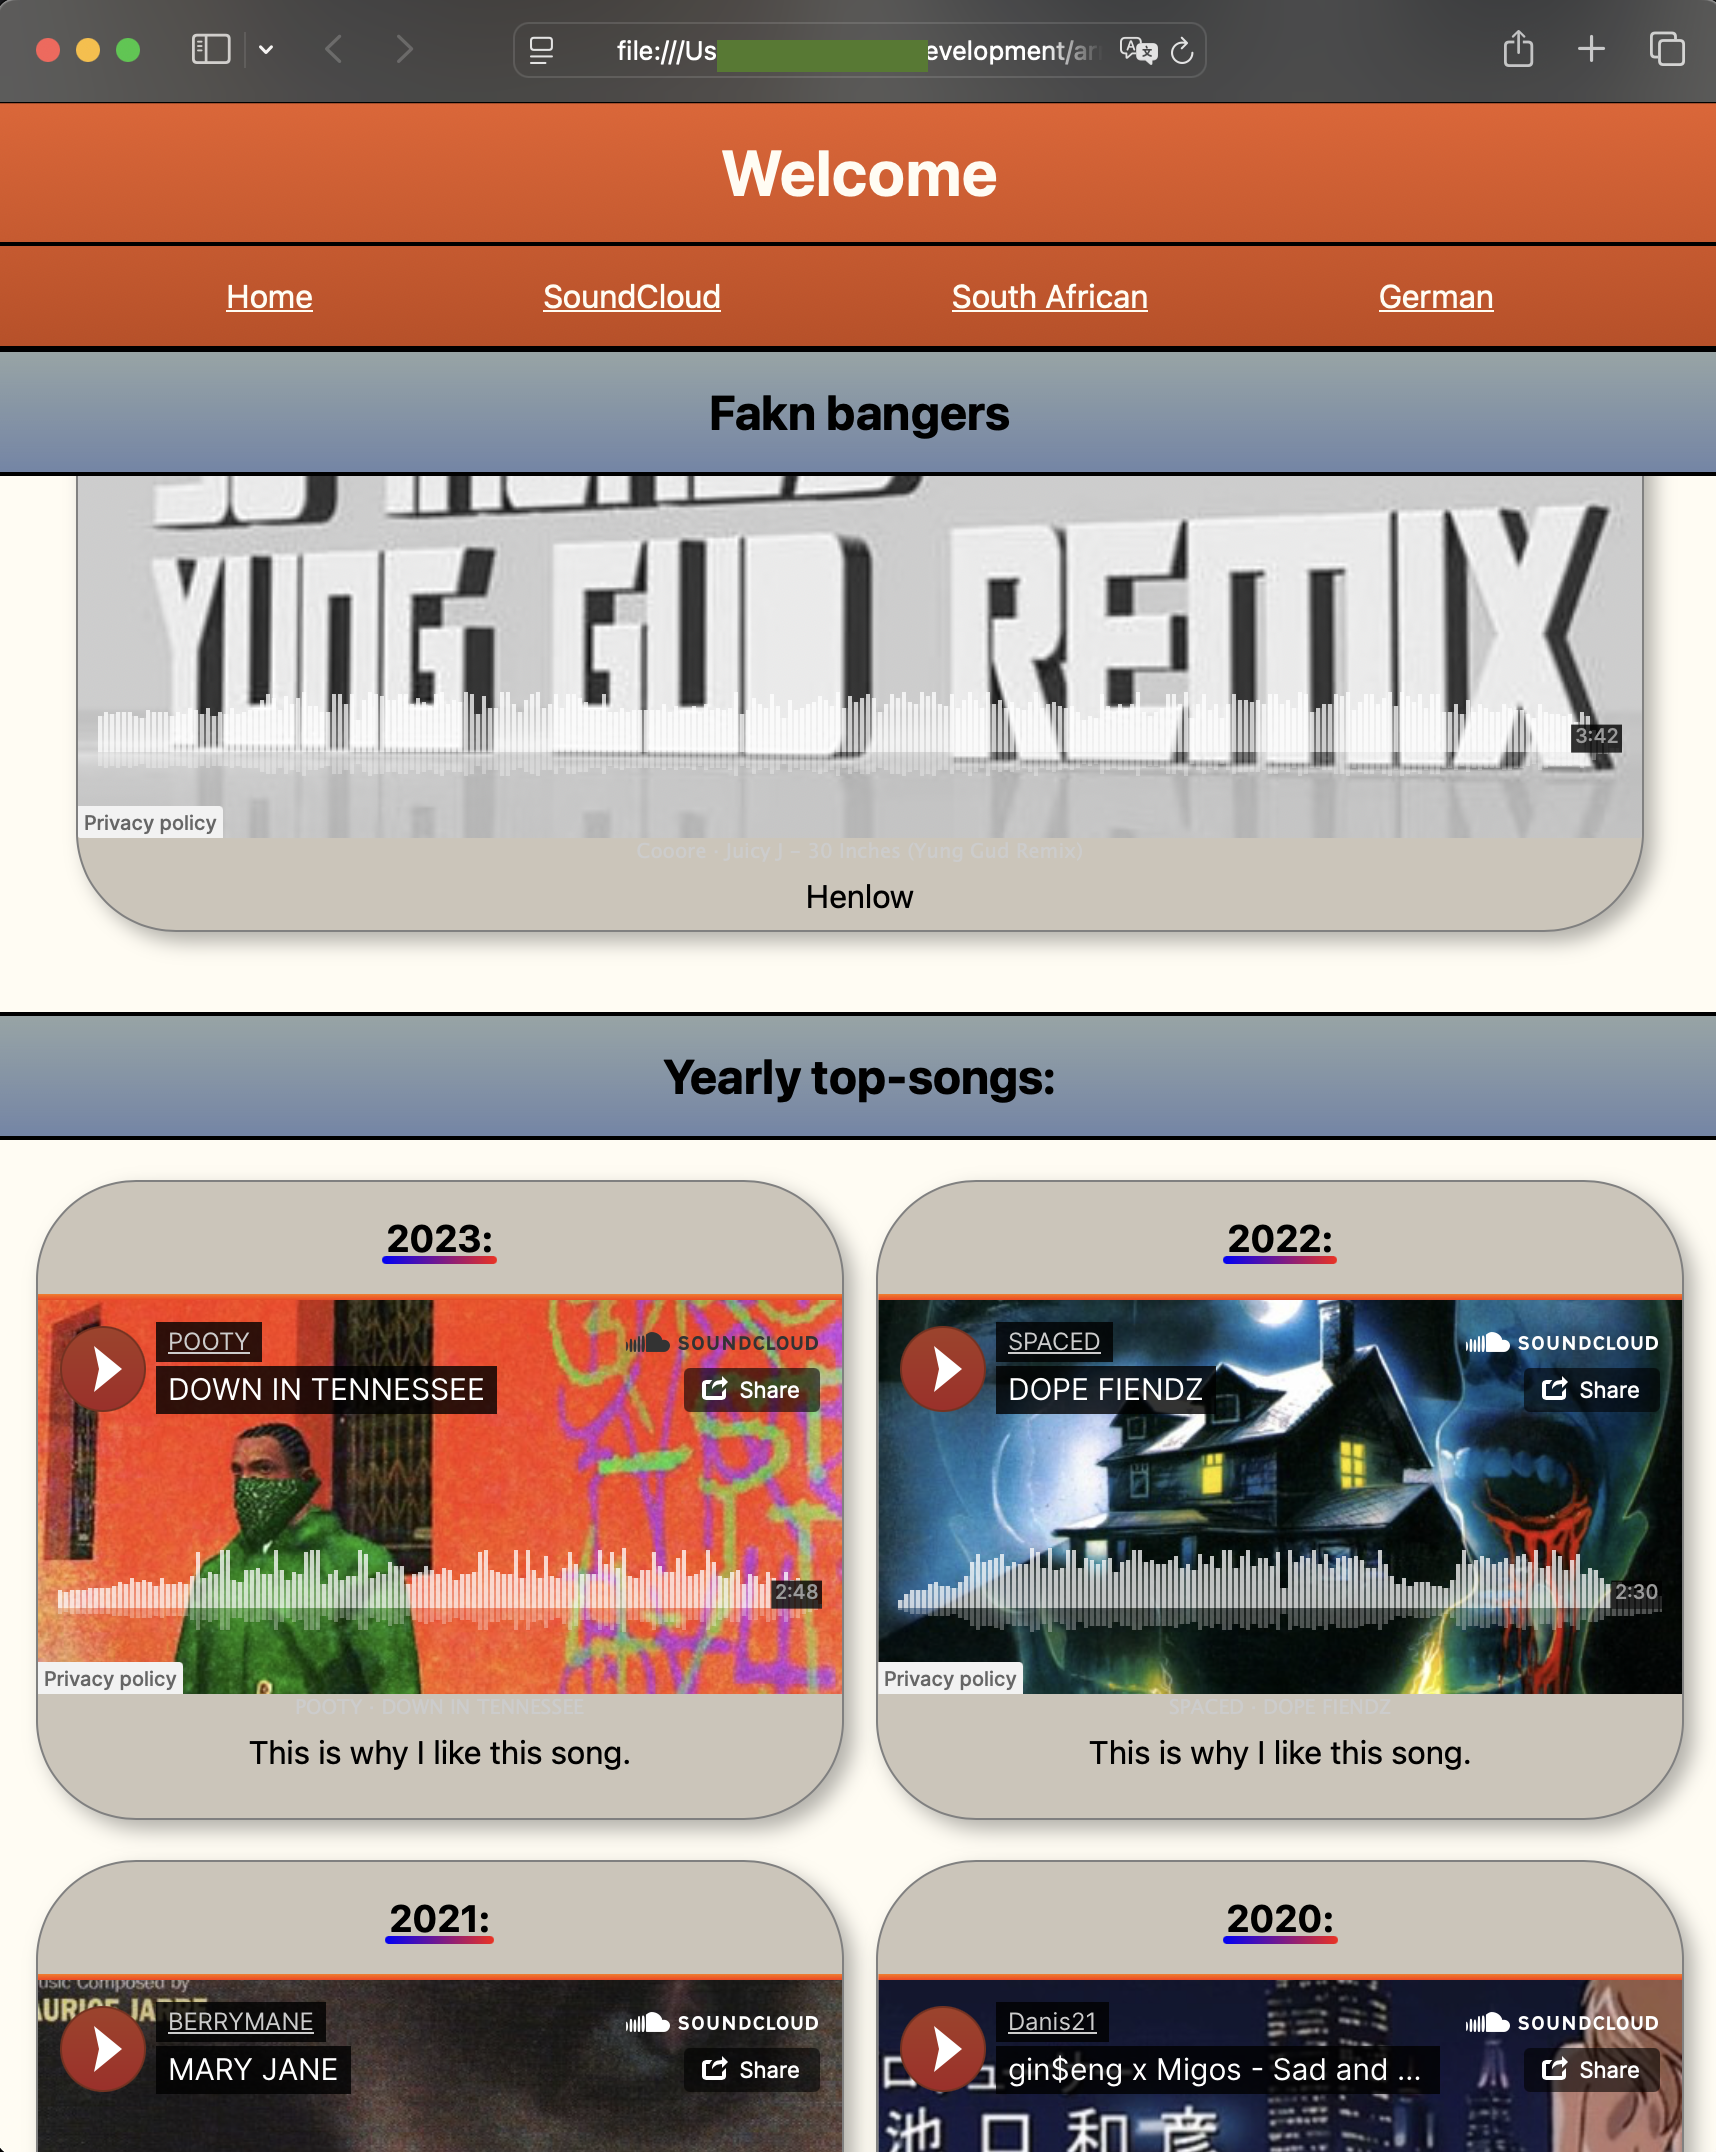 file:///Us
evelopment/ar
Welcome
Home SoundCloud South African German
Fakn bangers
YUNG GUD REMIX
3:42
Privacy policy
Cooore · Juicy J - 30 Inches (Yung Gud Remix)
Henlow
Yearly top-songs:
2023:
POOTY
SOUNDCLOUD
DOWN IN TENNESSEE
Share
2:48
Privacy policy
POOTY · DOWN IN TENNESSEE
This is why I like this song.
2022:
SPACED
SOUNDCLOUD
DOPE FIENDZ
Share
2:30
Privacy policy
SPACED · DOPE FIENDZ
This is why I like this song.
2021:
usic Composed by
BERRYMANE
SOUNDCLOUD
MARY JANE
Share
2020:
Danis21
SOUNDCLOUD
gin$eng x Migos - Sad and ...
Share
池口和彦